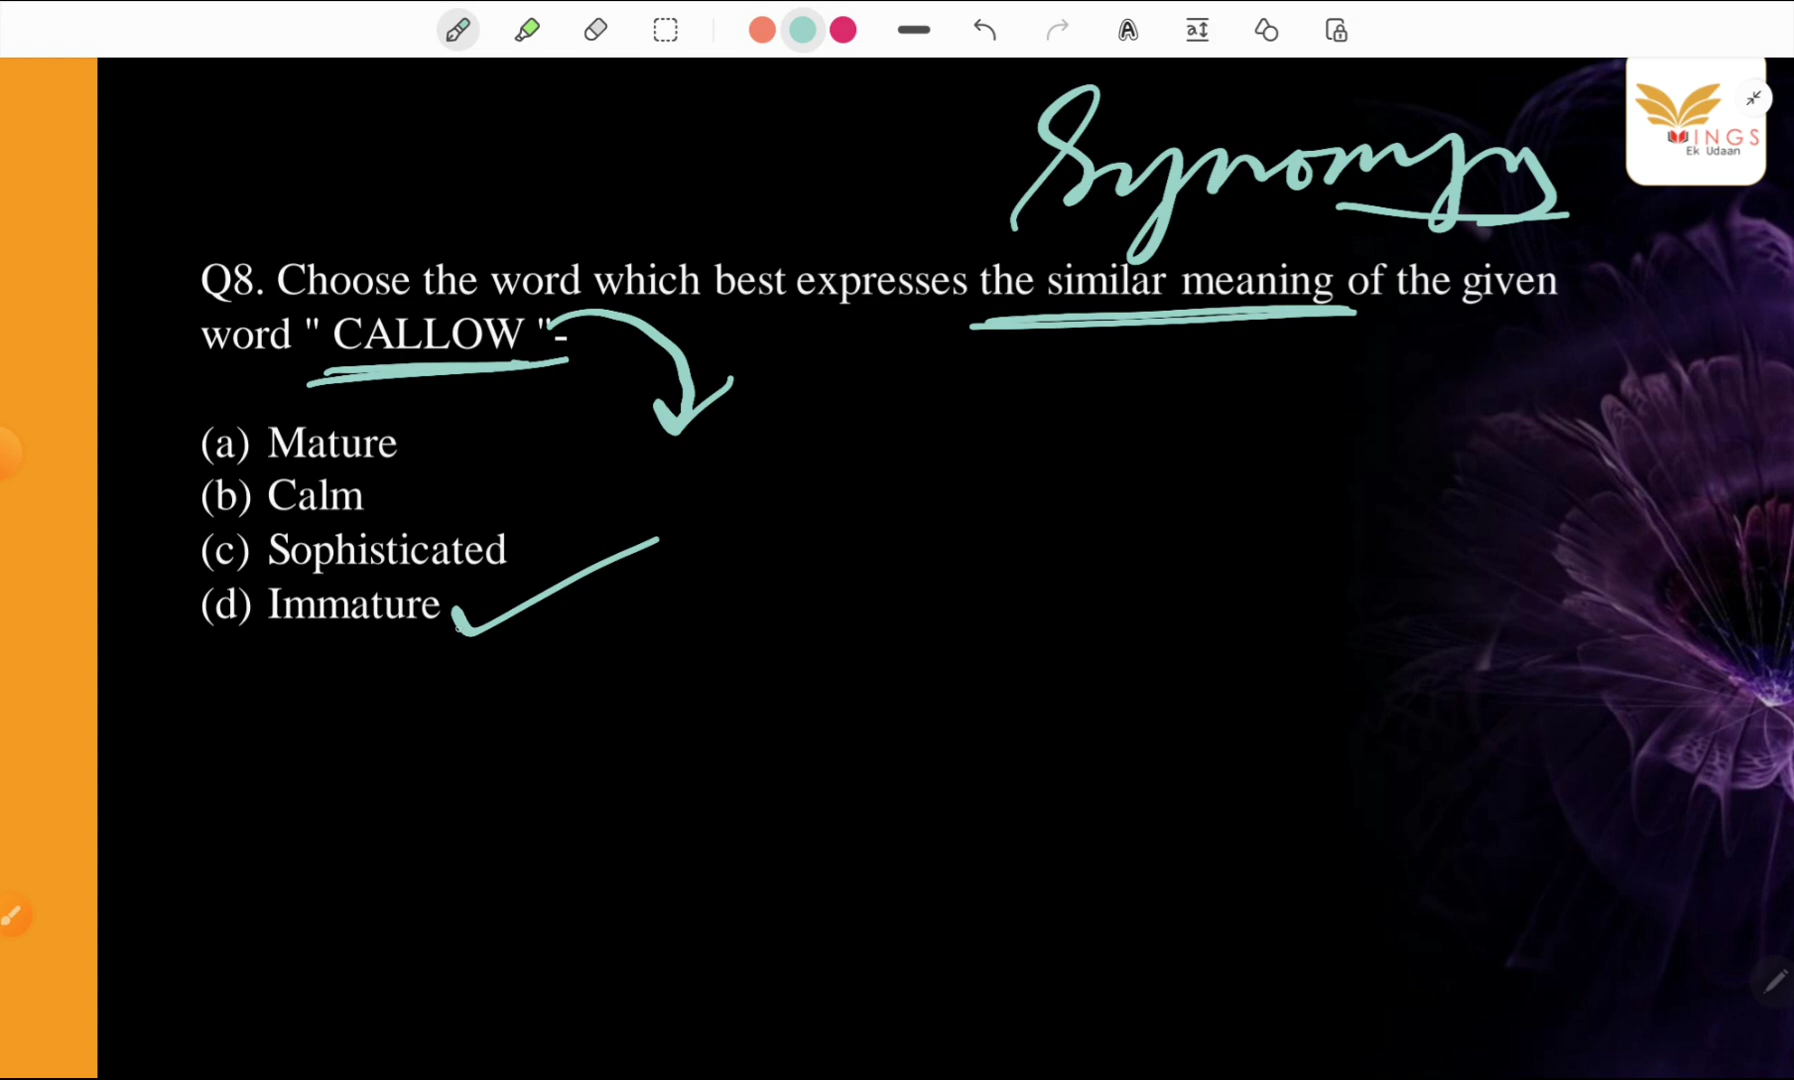 Synonyms
WINGS
Ek Udaan
Q8. Choose the word which best expresses the similar meaning of the given
word " CALLOW "-
(a) Mature
(b) Calm
(c) Sophisticated
(d) Immature